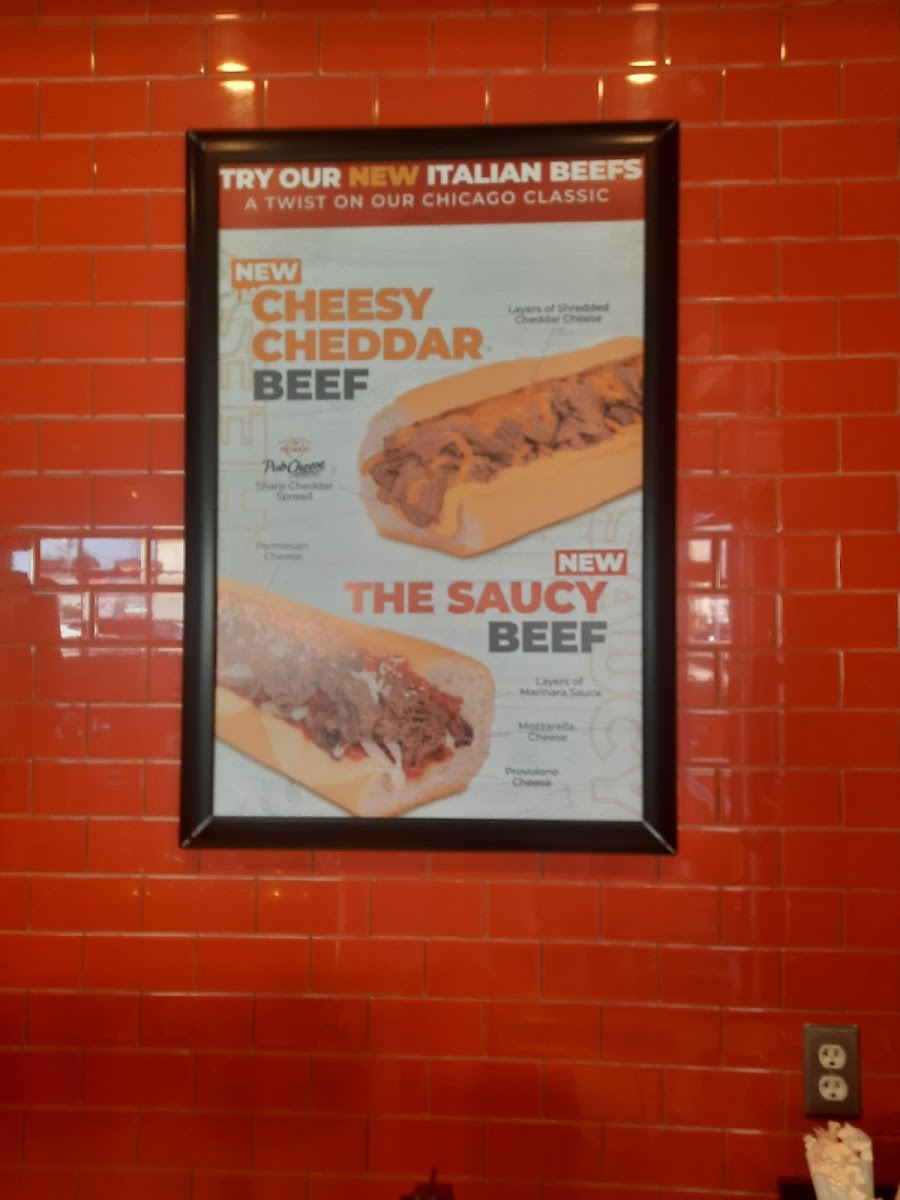 TRY OUR NEW ITALIAN BEEFS
A TWIST ON OUR CHICAGO CLASSIC
NEW
CHEESY
CHEDDAR
BEEF
Layers of Shredded
Cheddar Cheese
Pub Cheese
Sharp Cheddar
Spread
Parmesan
Cheese
NEW
THE SAUCY
BEEF
Layers of
Marinara Sauce
Mozzarella
Cheese
Provolone
Cheese
SAUCY